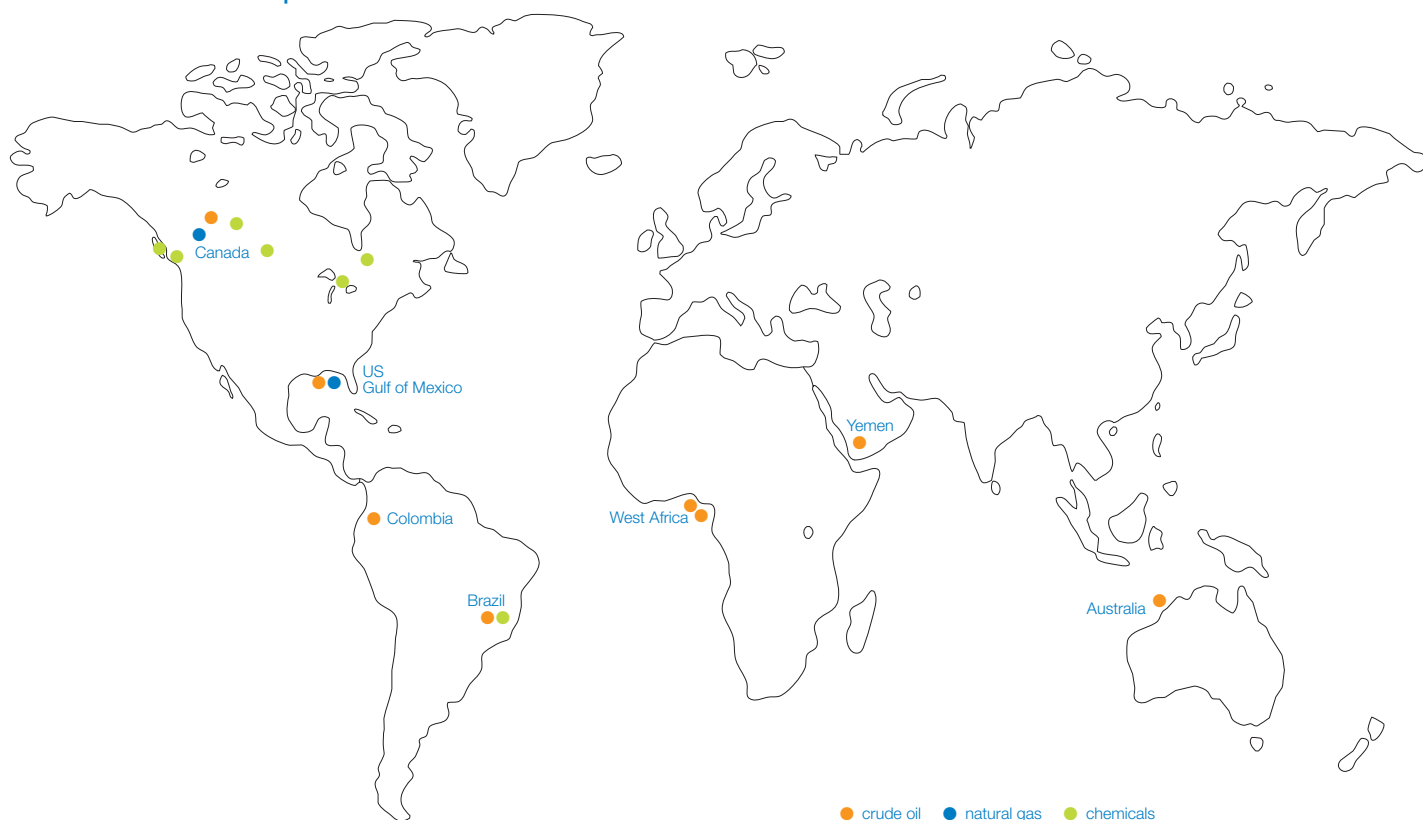 Canada
US
Gulf of Mexico
Yemen
Colombia
West Africa
Brazil
Australia
crude oil natural gas chemicals